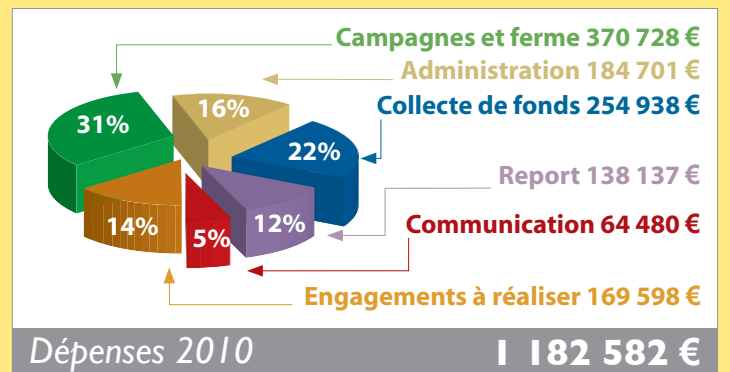 Campagnes et ferme 370 728 €
Administration 184 701 €
Collecte de fonds 254 938 €
Report 138 137 €
Communication 64 480 €
Engagements à réaliser 169 598 €
31%
16%
22%
12%
5%
14%
Dépenses 2010 1 182 582 €